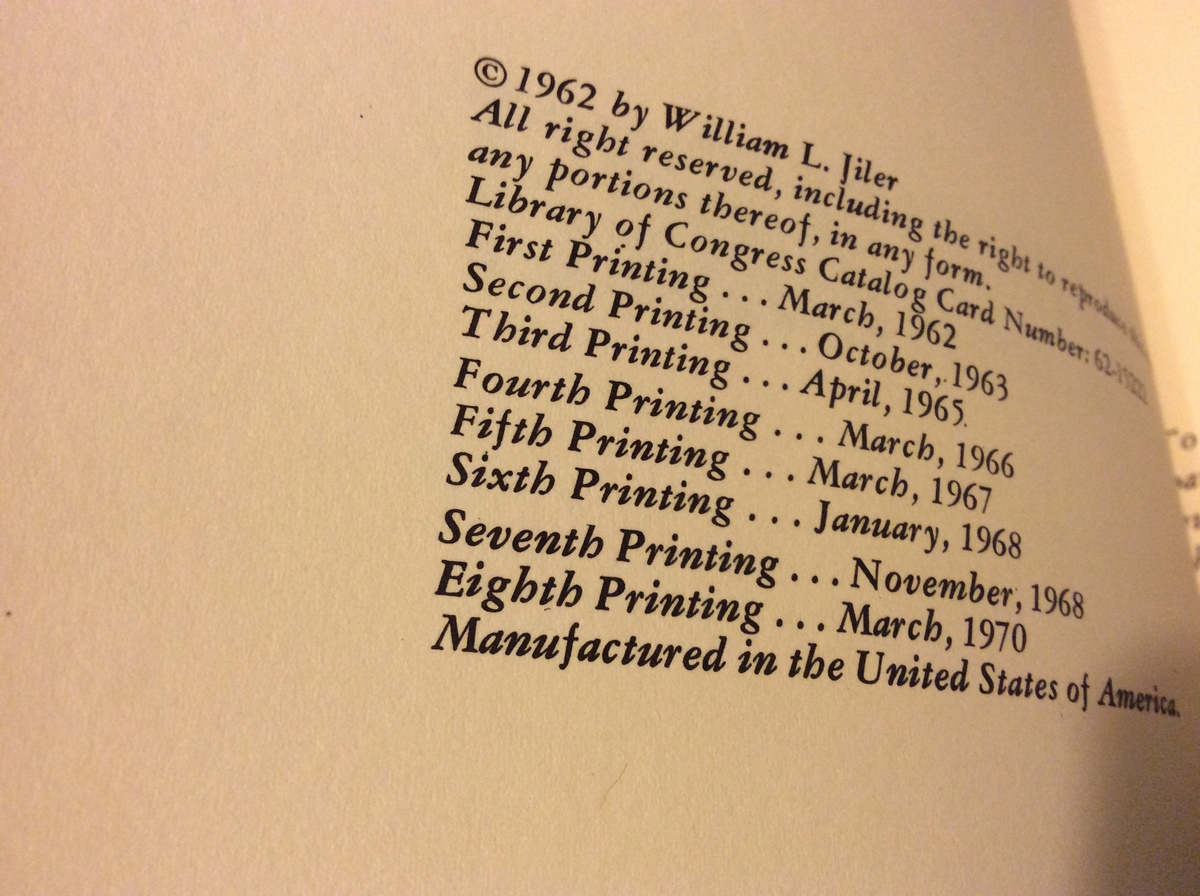 © 1962 by William L. Jiler
All right reserved, including the right to reproduce
any portions thereof, in any form.
Library of Congress Catalog Card Number:
First Printing . . . March, 1962
Second Printing . . . October, 1963
Third Printing . . . April, 1965
Fourth Printing . . . March, 1966
Fifth Printing . . . March, 1967
Sixth Printing . . . January, 1968
Seventh Printing . . . November, 1968
Eighth Printing . . . March, 1970
Manufactured in the United States of America.